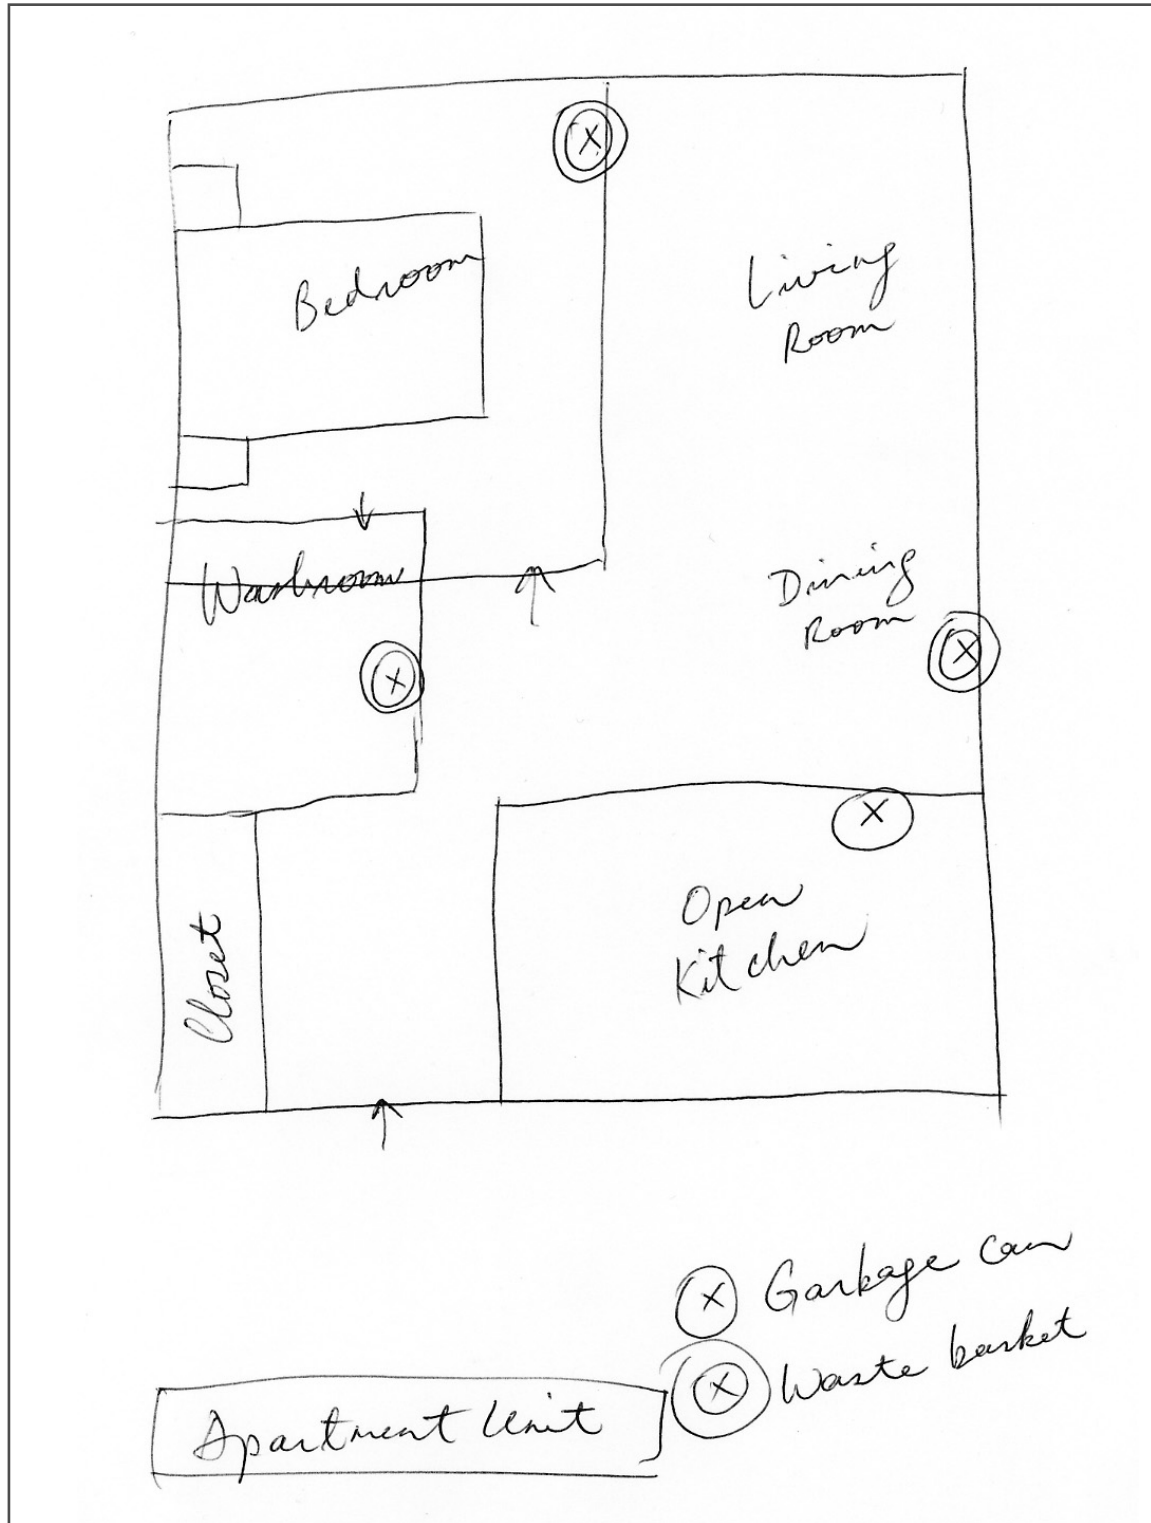 Bedroom
Living
Room
Washroom
Dining
Room
Open
Kitchen
Closet
X Garbage can
X Waste basket
Apartment Unit
X
X
X
X